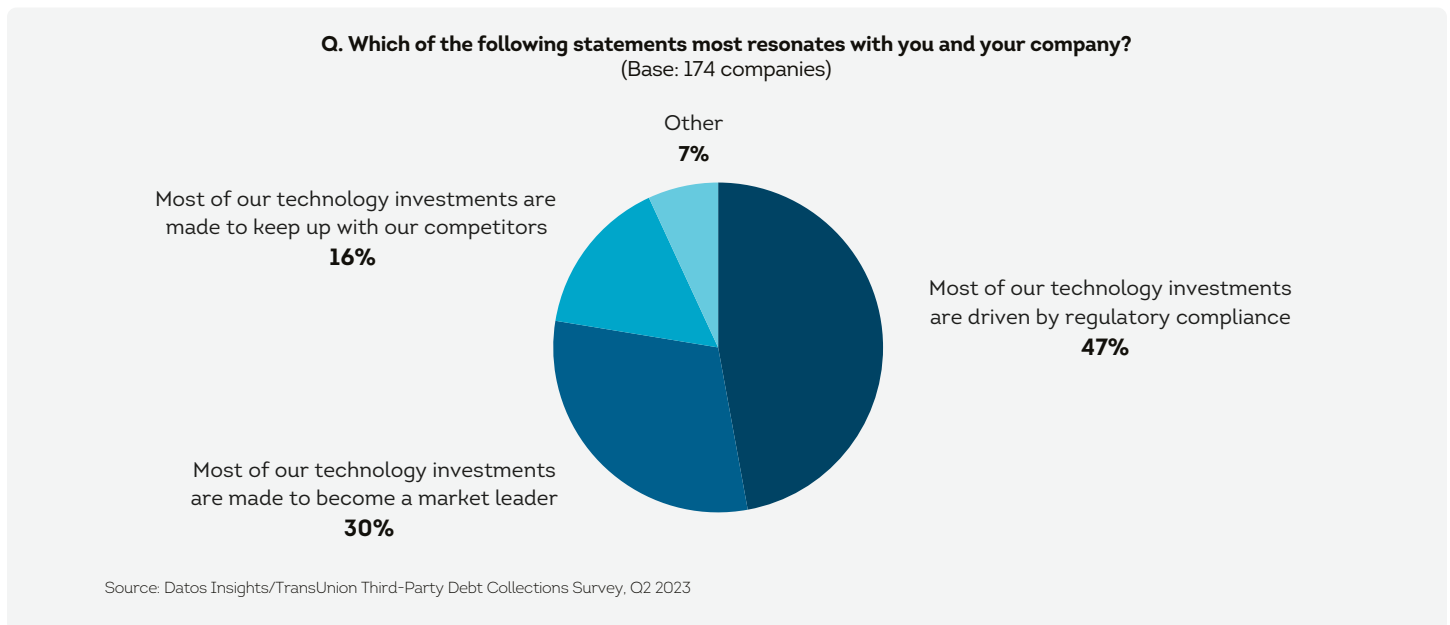 Q. Which of the following statements most resonates with you and your company?
(Base: 174 companies)
Other
7%
Most of our technology investments are
made to keep up with our competitors
16%
Most of our technology investments
are driven by regulatory compliance
47%
Most of our technology investments
are made to become a market leader
30%
Source: Datos Insights/TransUnion Third-Party Debt Collections Survey, Q2 2023